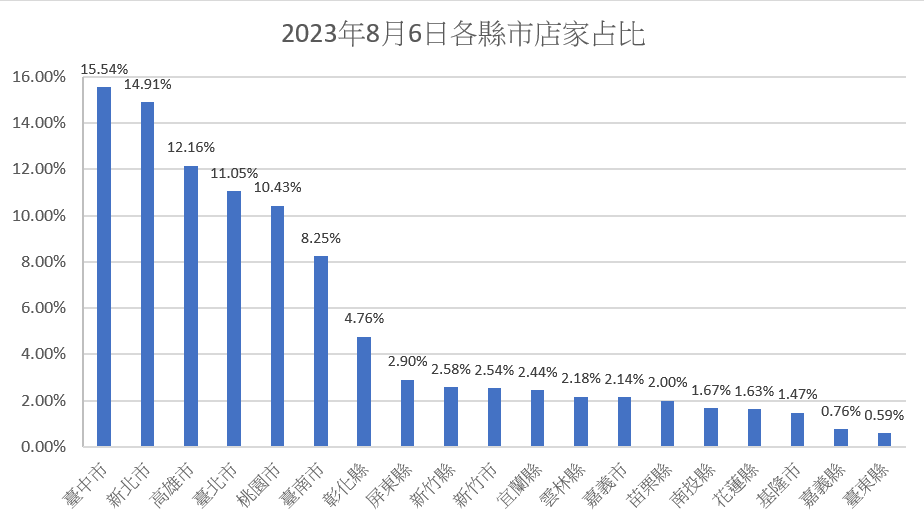 2023年8月6日各縣市店家占比
16.00%
14.00%
12.00%
10.00%
8.00%
6.00%
4.00%
2.00%
0.00%
15.54%
14.91%
12.16%
11.05%
10.43%
8.25%
4.76%
2.90%
2.58%
2.54%
2.44%
2.18%
2.14%
2.00%
1.67%
1.63%
1.47%
0.76%
0.59%
臺中市
新北市
高雄市
臺北市
桃園市
臺南市
彰化縣
屏東縣
新竹縣
新竹市
宜蘭縣
雲林縣
嘉義市
苗栗縣
南投縣
花蓮縣
基隆市
嘉義縣
臺東縣